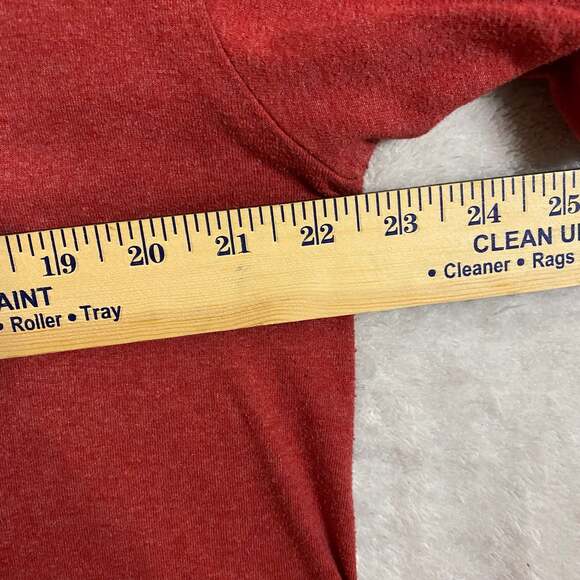 19 20 21 22 23 24 25
AINT
• Roller • Tray
CLEAN U
• Cleaner • Rags